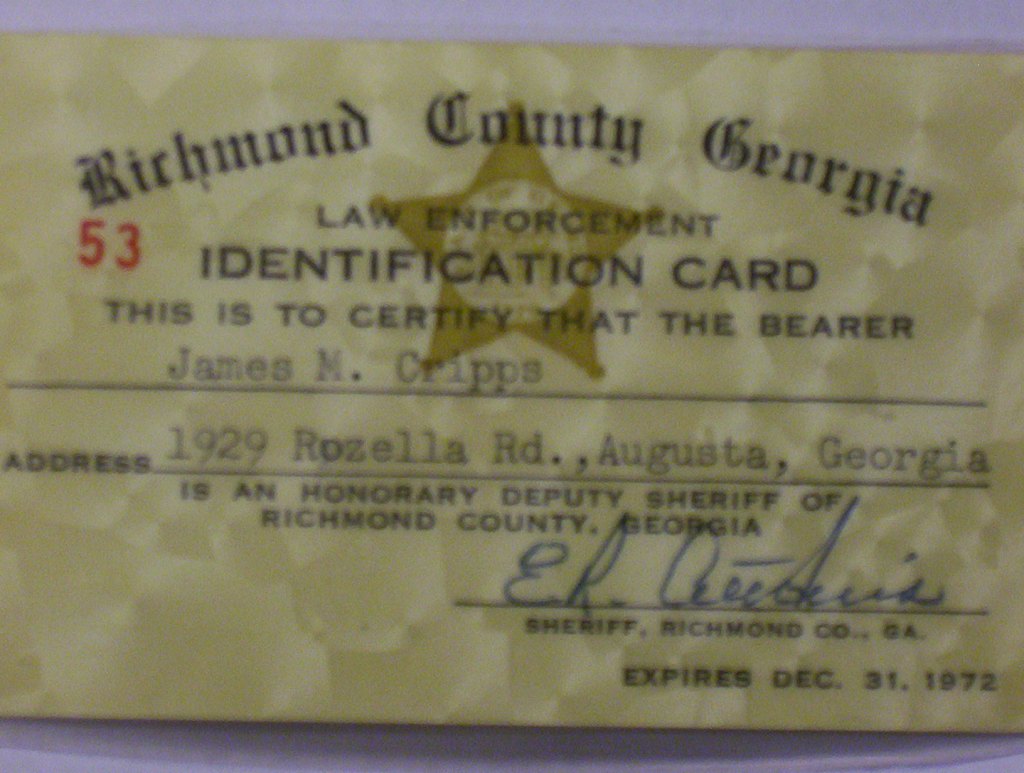 Richmond County Georgia
LAW ENFORCEMENT
53
IDENTIFICATION CARD
THIS IS TO CERTIFY THAT THE BEARER
James M. Cripps
ADDRESS 1929 Rozella Rd., Augusta, Georgia
IS AN HONORARY DEPUTY SHERIFF OF
RICHMOND COUNTY, GEORGIA
E.R.
SHERIFF, RICHMOND CO., GA.
EXPIRES DEC. 31, 1972